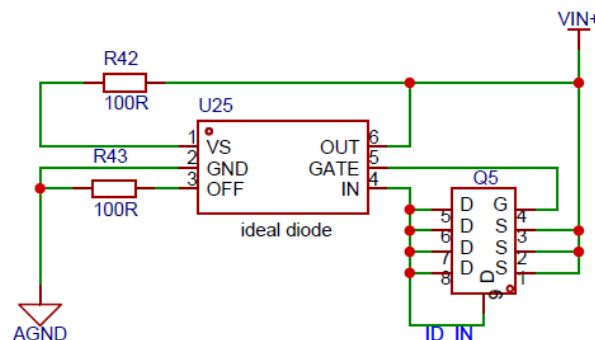 VIN+
R42
100R
U25
1 VS OUT 6
2 GND GATE 5
3 OFF IN 4
R43
100R
ideal diode
Q5
5 D G 4
6 D S 3
7 D S 2
8 D S 1
D
9
AGND
ID_IN